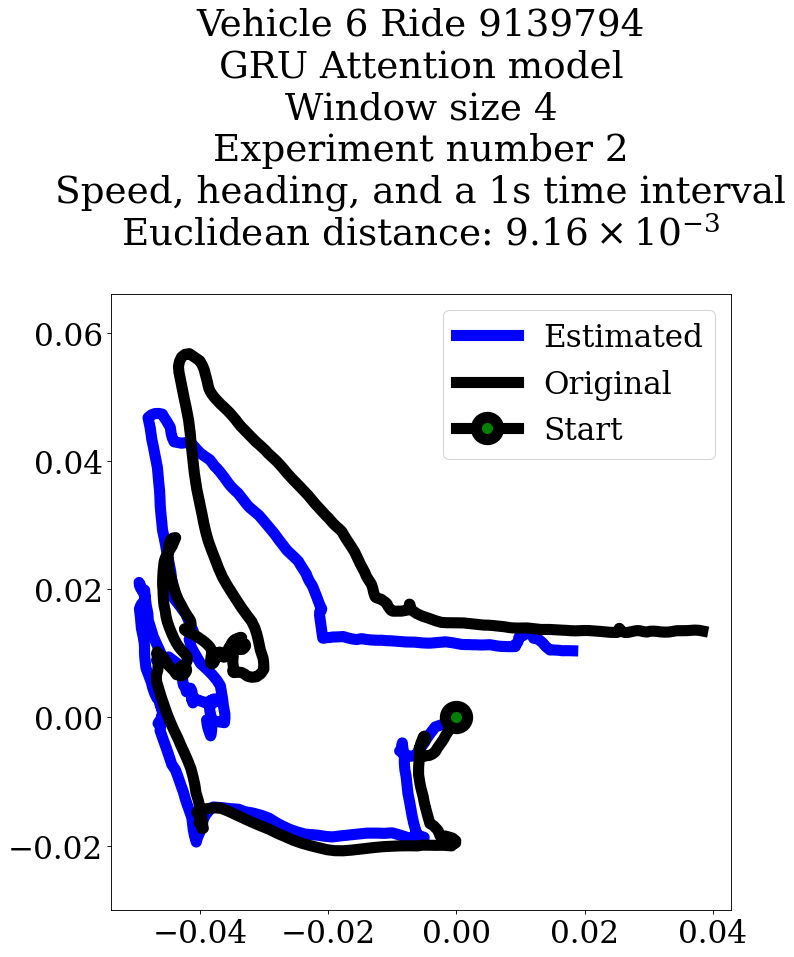 Vehicle 6 Ride 9139794
GRU Attention model
Window size 4
Experiment number 2
Speed, heading, and a 1s time interval
Euclidean distance: 9.16 × 10⁻³
Estimated
Original
Start
0.06
0.04
0.02
0.00
−0.02
−0.04
−0.02
0.00
0.02
0.04